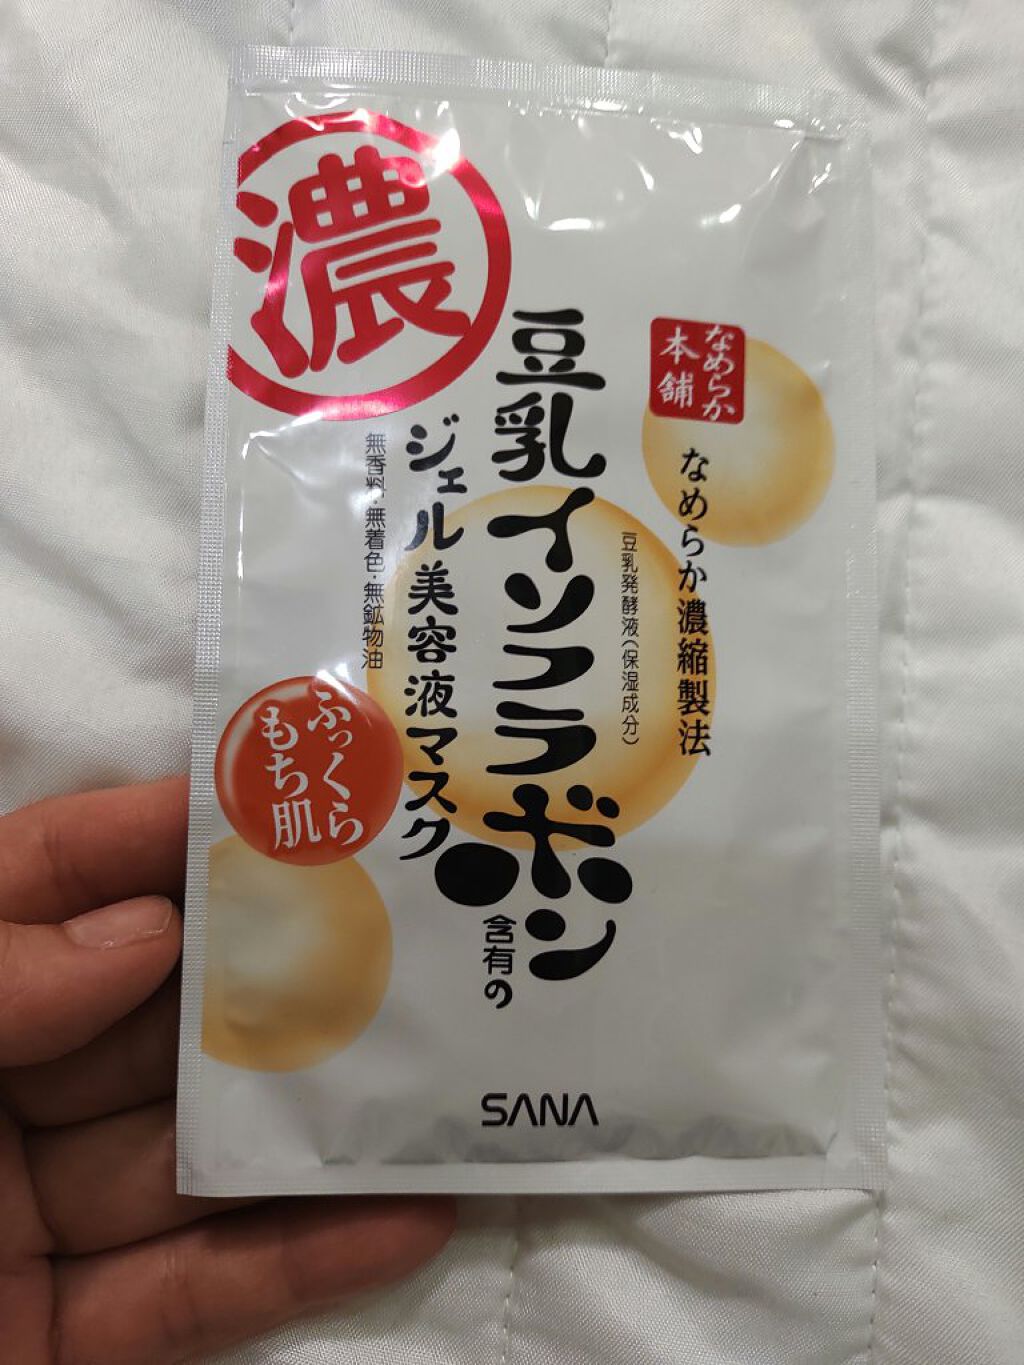 濃
なめらか
本舗
なめらか濃縮製法
豆乳発酵液(保湿成分)
豆乳イソフラボン
含有の
ジェル美容液マスク
無香料・無着色・無鉱物油
ふっくら
もち肌
SANA